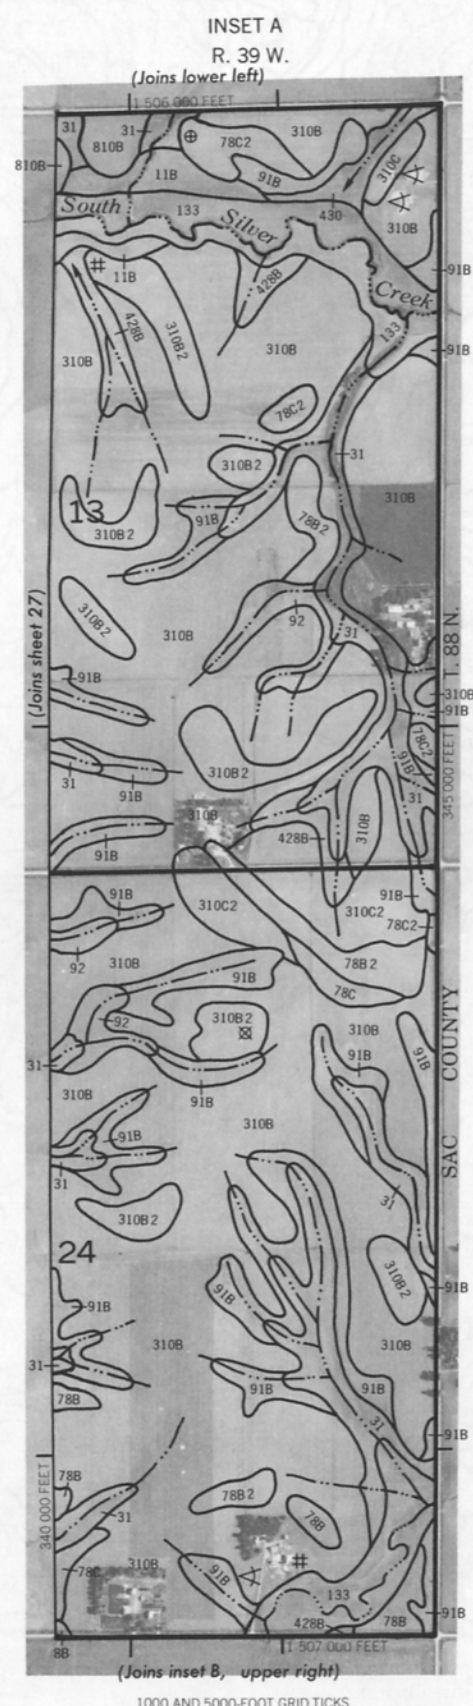 INSET A
R. 39 W.
(Joins lower left)
1 506 000 FEET
31
31
810B
810B
78C2
310B
11B
91B
310C
South
133
Silver
430
310B
91B
11B
428B
Creek
133
91B
428B
310B2
310B
310B
78C2
31
310B2
310B
13
310B2
91B
78B2
(Joins sheet 27)
310B2
310B
92
31
T. 88 N.
91B
310B
91B
78C2
345 000 FEET
310B2
91B
31
91B
31
310B
91B
428B
310B
91B
310C2
91B
310C2
78C2
92
310B
91B
78B2
78C
92
310B2
310B
91B
91B
SAC COUNTY
31
91B
310B
310B
91B
31
31
310B2
24
91B
310B2
91B
91B
310B
310B
31
91B
91B
31
78B
91B
340 000 FEET
78B
78B2
31
78B
78C
310B
91B
133
428B
78B
91B
8B
1 507 000 FEET
(Joins inset B, upper right)
1000 AND 5000-FOOT GRID TICKS